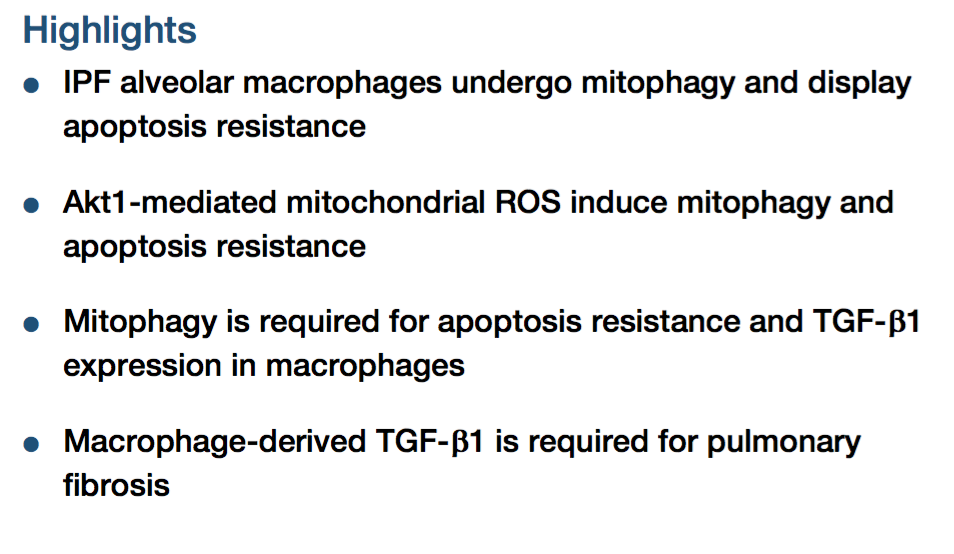 Highlights
● IPF alveolar macrophages undergo mitophagy and display
apoptosis resistance
● Akt1-mediated mitochondrial ROS induce mitophagy and
apoptosis resistance
● Mitophagy is required for apoptosis resistance and TGF-β1
expression in macrophages
● Macrophage-derived TGF-β1 is required for pulmonary
fibrosis